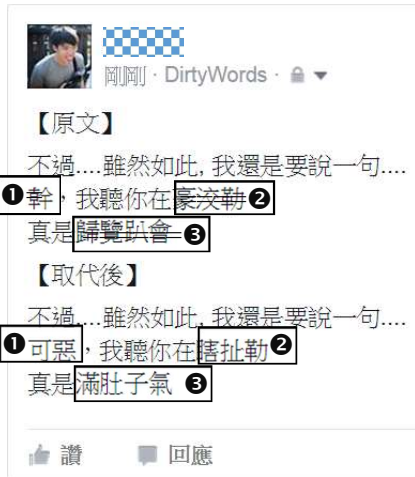 剛剛 · DirtyWords ·
【原文】
不過....雖然如此, 我還是要說一句....
❶幹，我聽你在豪洨勒❷
真是歸覽趴會❸
【取代後】
不過....雖然如此, 我還是要說一句....
❶可惡，我聽你在瞎扯勒❷
真是滿肚子氣 ❸
讚 回應